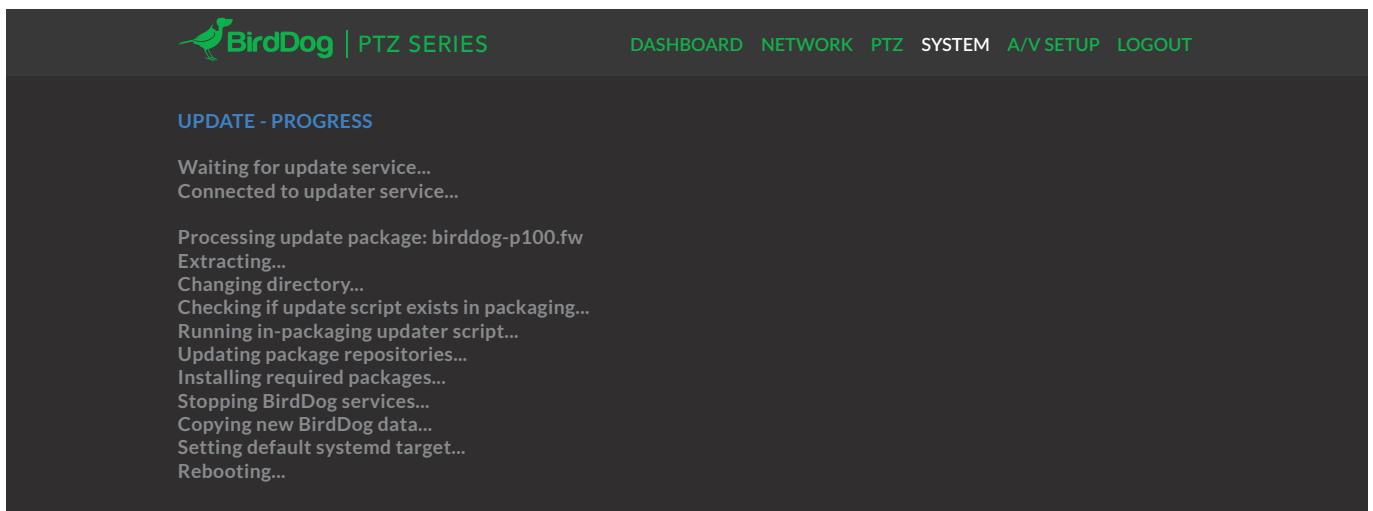 BirdDog | PTZ SERIES
DASHBOARD NETWORK PTZ SYSTEM A/V SETUP LOGOUT
UPDATE - PROGRESS
Waiting for update service...
Connected to updater service...
Processing update package: birddog-p100.fw
Extracting...
Changing directory...
Checking if update script exists in packaging...
Running in-packaging updater script...
Updating package repositories...
Installing required packages...
Stopping BirdDog services...
Copying new BirdDog data...
Setting default systemd target...
Rebooting...